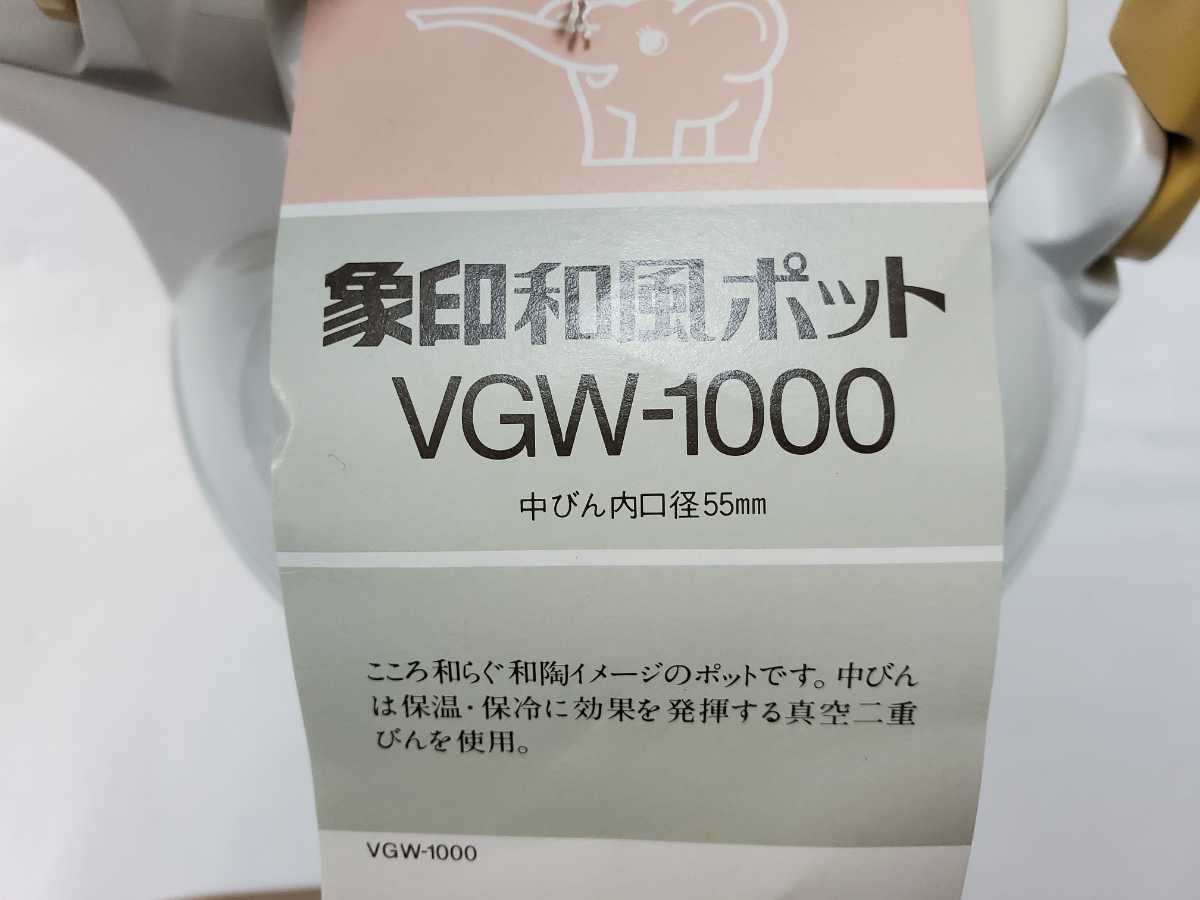 象印和風ポット
VGW-1000
中びん内口径55mm
こころ和らぐ和陶イメージのポットです。中びん
は保温・保冷に効果を発揮する真空二重
びんを使用。
VGW-1000